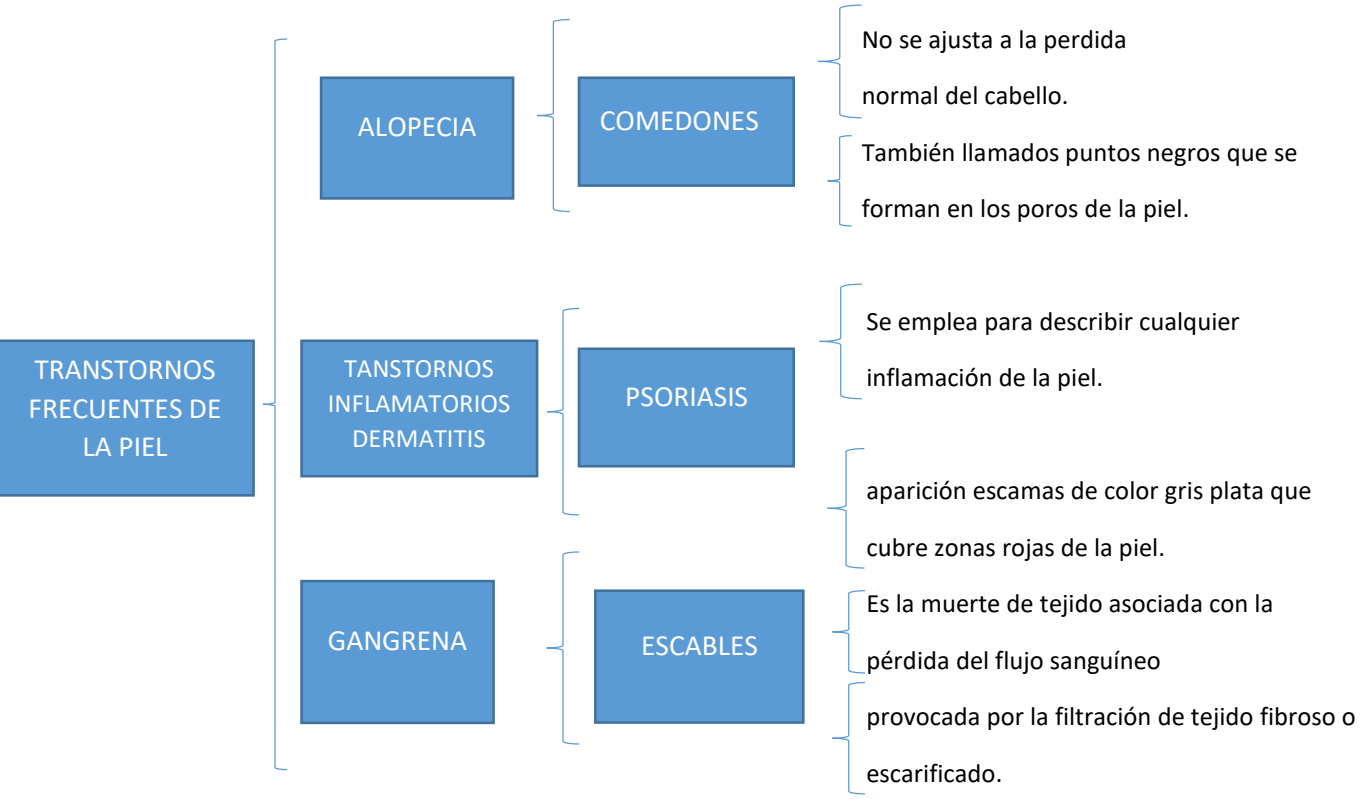 TRANSTORNOS
FRECUENTES DE
LA PIEL
ALOPECIA
COMEDONES
No se ajusta a la perdida
normal del cabello.
También llamados puntos negros que se
forman en los poros de la piel.
TANSTORNOS
INFLAMATORIOS
DERMATITIS
PSORIASIS
Se emplea para describir cualquier
inflamación de la piel.
aparición escamas de color gris plata que
cubre zonas rojas de la piel.
GANGRENA
ESCABLES
Es la muerte de tejido asociada con la
pérdida del flujo sanguíneo
provocada por la filtración de tejido fibroso o
escarificado.